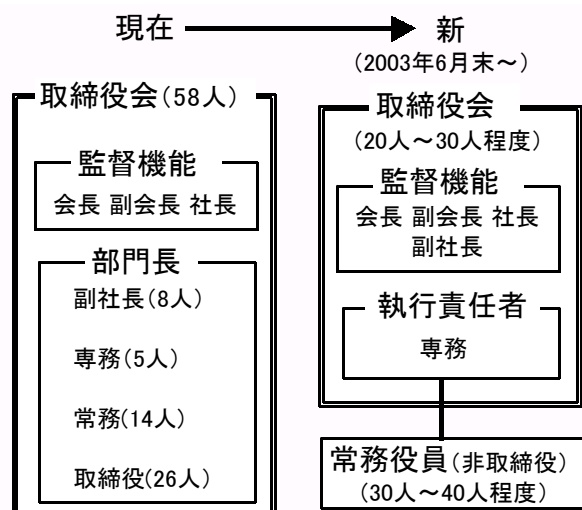 現在
新
(2003年6月末～)
取締役会(58人)
監督機能
会長 副会長 社長
部門長
副社長(8人)
専務(5人)
常務(14人)
取締役(26人)
取締役会
(20人～30人程度)
監督機能
会長 副会長 社長
副社長
執行責任者
専務
常務役員(非取締役)
(30人～40人程度)